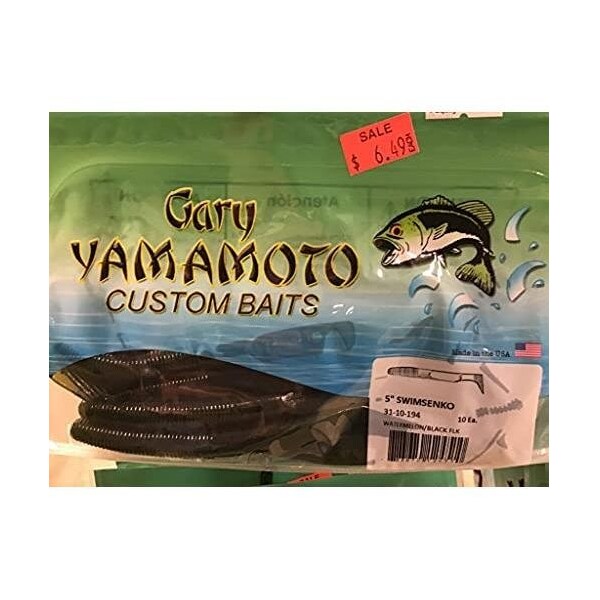 SALE
$ 6.49
Gary
YAMAMOTO
CUSTOM BAITS
Atención
Made in the USA
5" SWIMSENKO
31-10-194
10 Ea.
WATERMELON/BLACK FLK